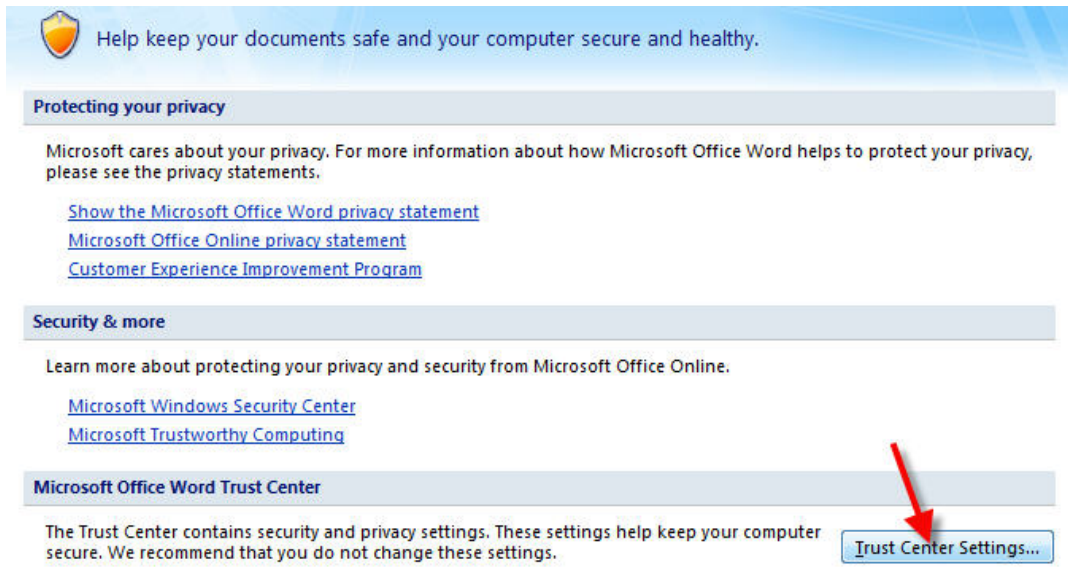 Help keep your documents safe and your computer secure and healthy.
Protecting your privacy
Microsoft cares about your privacy. For more information about how Microsoft Office Word helps to protect your privacy,
please see the privacy statements.
Show the Microsoft Office Word privacy statement
Microsoft Office Online privacy statement
Customer Experience Improvement Program
Security & more
Learn more about protecting your privacy and security from Microsoft Office Online.
Microsoft Windows Security Center
Microsoft Trustworthy Computing
Microsoft Office Word Trust Center
The Trust Center contains security and privacy settings. These settings help keep your computer
secure. We recommend that you do not change these settings.
Trust Center Settings...